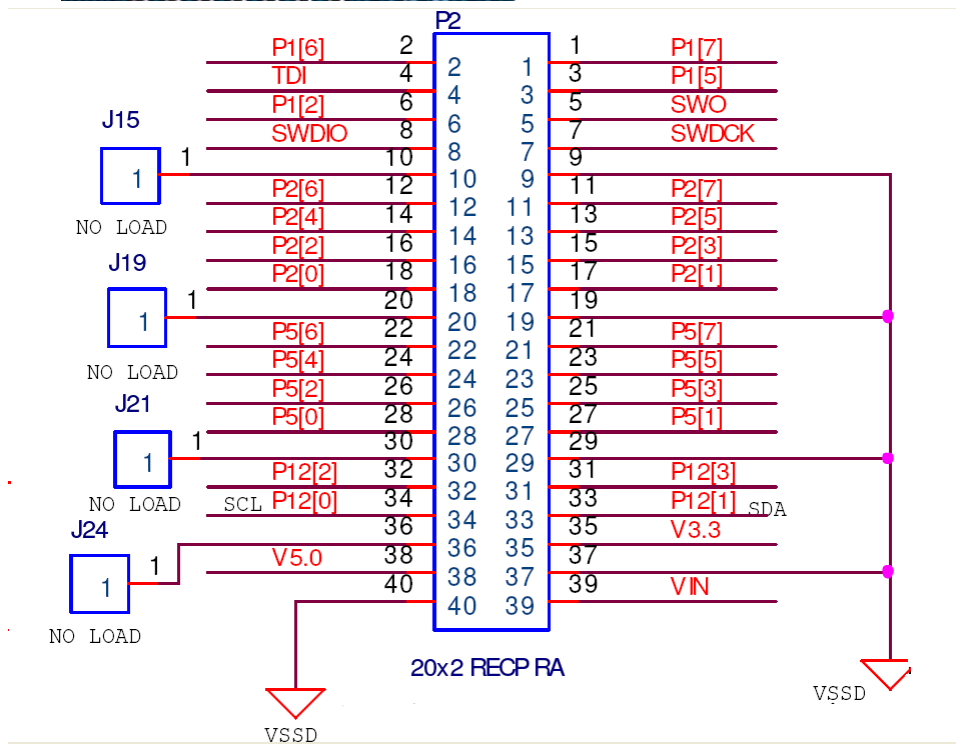 P2
P1[6] 2 2 1 1 P1[7]
TDI 4 4 3 3 P1[5]
P1[2] 6 6 5 5 SWO
SWDIO 8 8 7 7 SWDCK
J15 1 1 10 10 9 9
NO LOAD
P2[6] 12 12 11 11 P2[7]
P2[4] 14 14 13 13 P2[5]
P2[2] 16 16 15 15 P2[3]
P2[0] 18 18 17 17 P2[1]
J19 1 1 20 20 19 19
NO LOAD
P5[6] 22 22 21 21 P5[7]
P5[4] 24 24 23 23 P5[5]
P5[2] 26 26 25 25 P5[3]
P5[0] 28 28 27 27 P5[1]
J21 1 1 30 30 29 29
NO LOAD
P12[2] 32 32 31 31 P12[3]
SCL P12[0] 34 34 33 33 P12[1] SDA
J24 1 1 36 36 35 35 V3.3
NO LOAD
V5.0 38 38 37 37
40 40 39 39 VIN
20x2 RECP RA
VSSD
VSSD